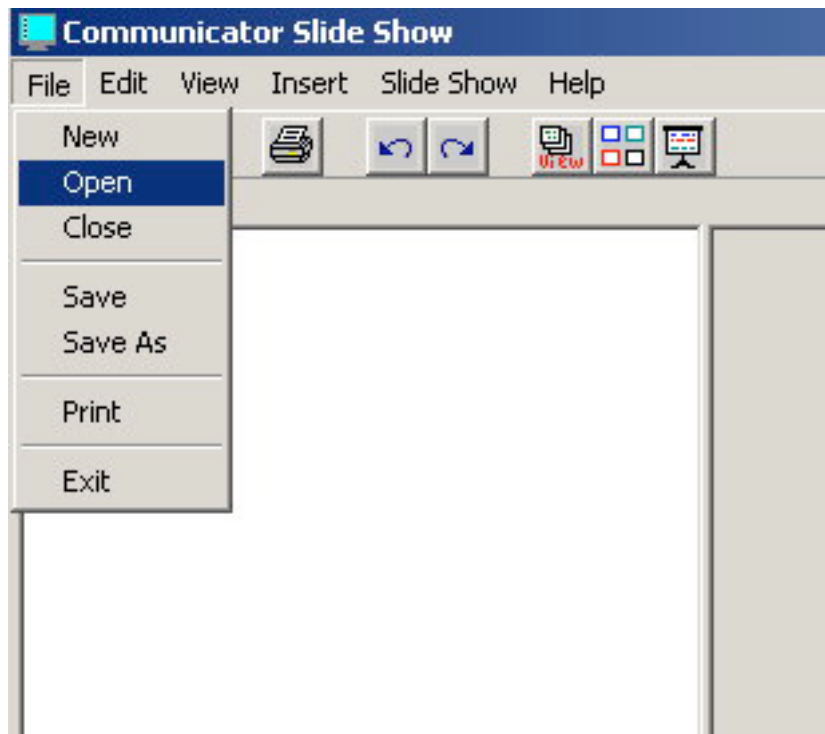 Communicator Slide Show
File Edit View Insert Slide Show Help
New
View
Open
Close
Save
Save As
Print
Exit